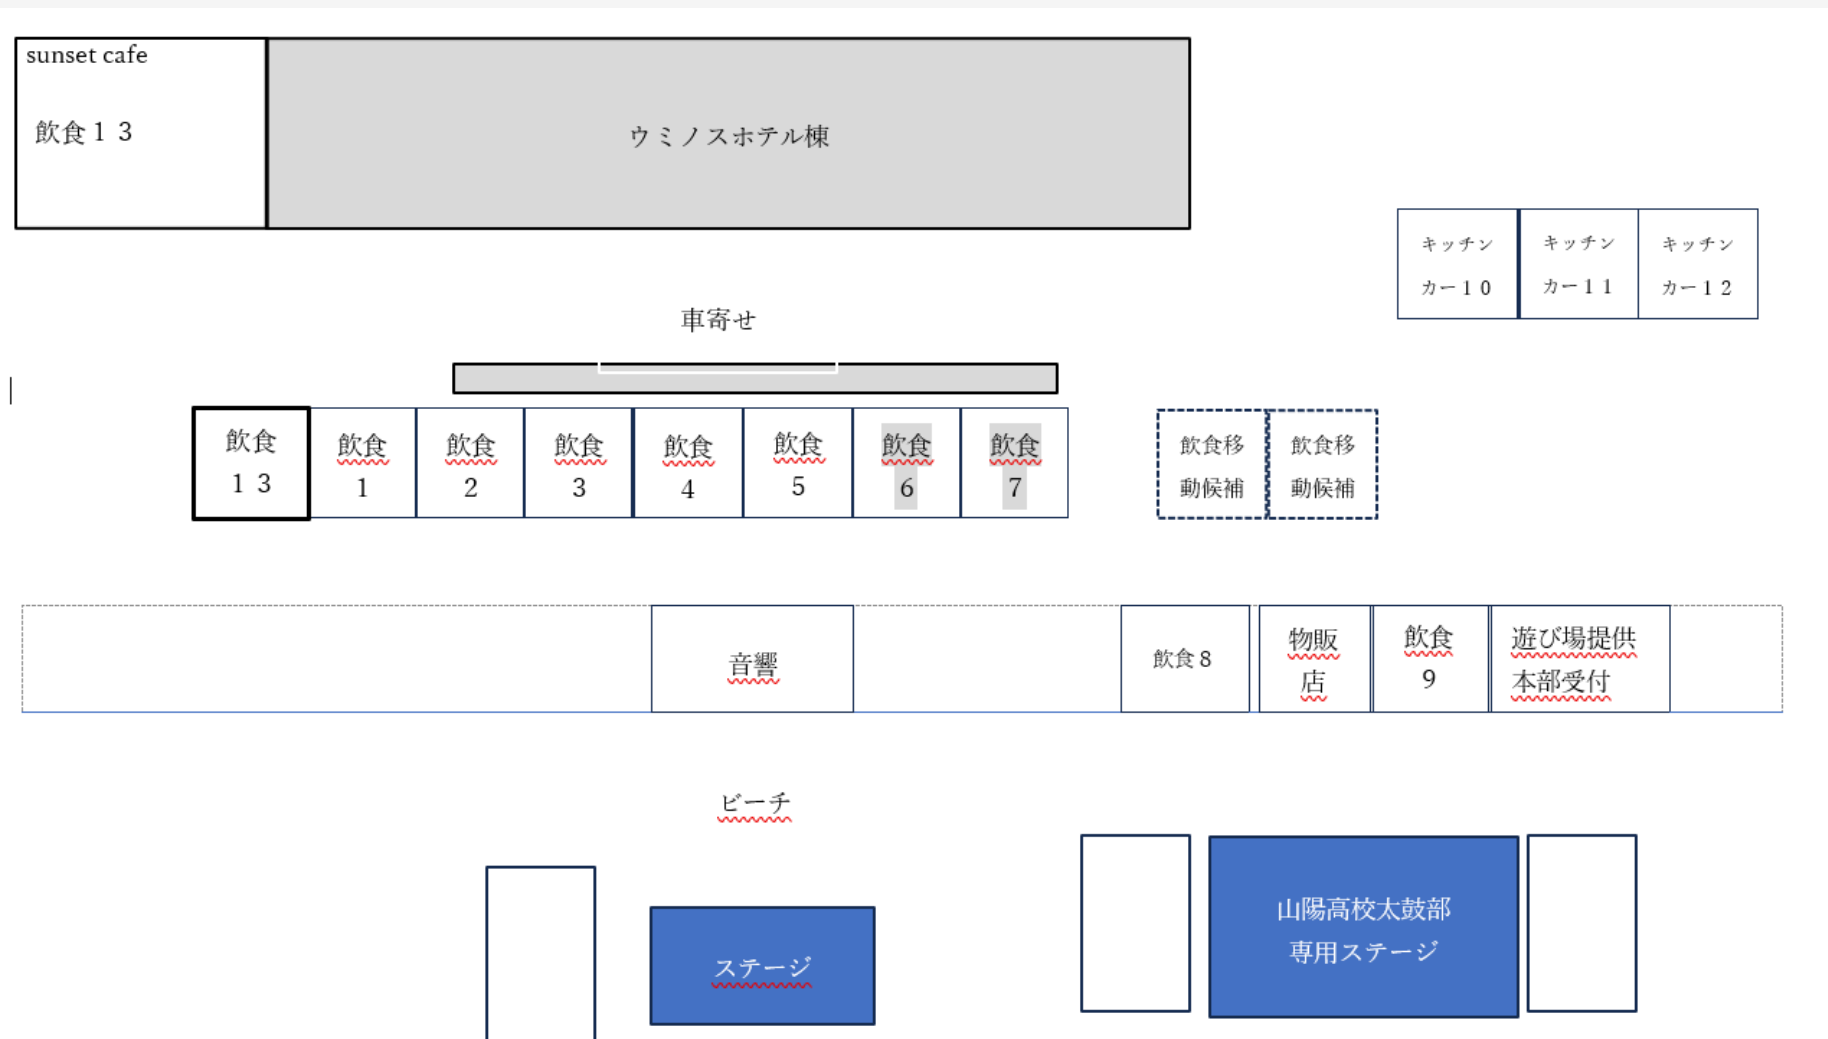 sunset cafe
飲食１３
ウミノスホテル棟
キッチン
カー１０
キッチン
カー１１
キッチン
カー１２
車寄せ
飲食
１３
飲食
１
飲食
２
飲食
３
飲食
４
飲食
５
飲食
６
飲食
７
飲食移
動候補
飲食移
動候補
音響
飲食８
物販
店
飲食
９
遊び場提供
本部受付
ビーチ
ステージ
山陽高校太鼓部
専用ステージ